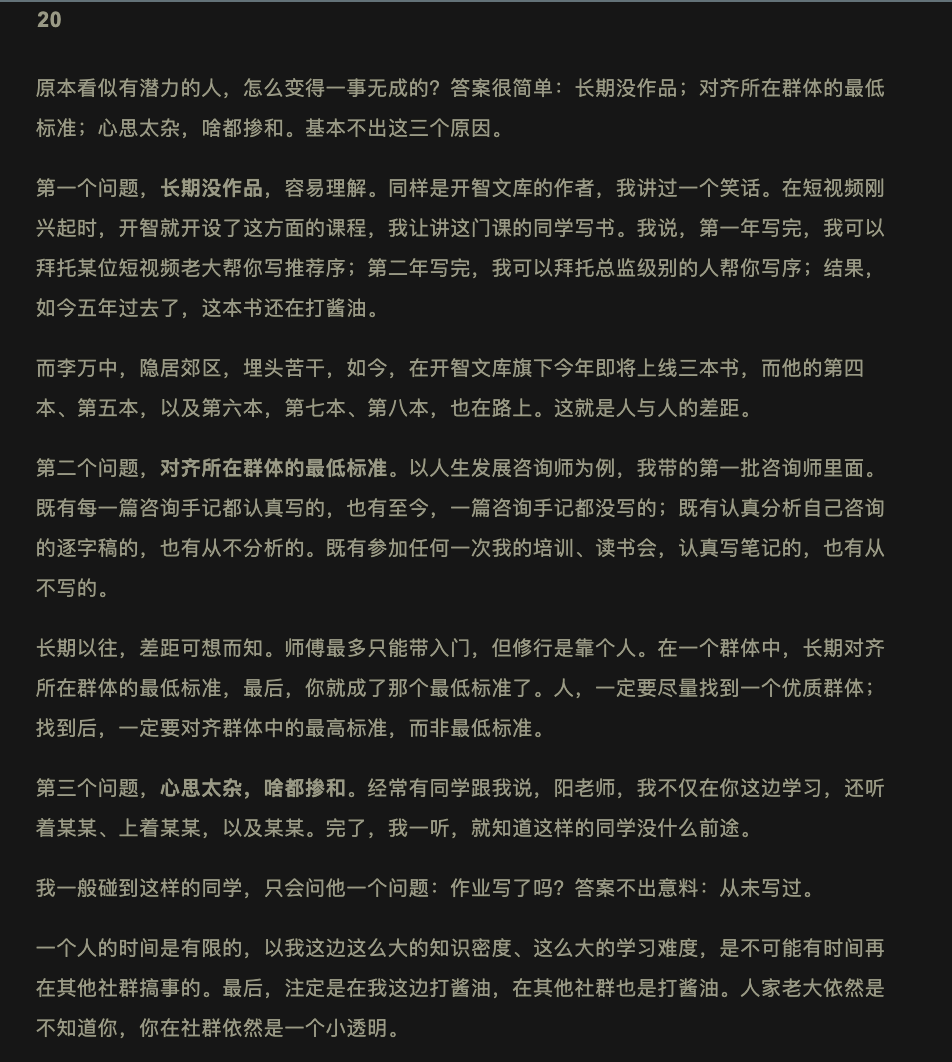 20
原本看似有潜力的人，怎么变得一事无成的？答案很简单：长期没作品；对齐所在群体的最低
标准；心思太杂，啥都掺和。基本不出这三个原因。
第一个问题，长期没作品，容易理解。同样是开智文库的作者，我讲过一个笑话。在短视频刚
兴起时，开智就开设了这方面的课程，我让讲这门课的同学写书。我说，第一年写完，我可以
拜托某位短视频老大帮你写推荐序；第二年写完，我可以拜托总监级别的人帮你写序；结果，
如今五年过去了，这本书还在打酱油。
而李万中，隐居郊区，埋头苦干，如今，在开智文库旗下今年即将上线三本书，而他的第四
本、第五本，以及第六本，第七本、第八本，也在路上。这就是人与人的差距。
第二个问题，对齐所在群体的最低标准。以人生发展咨询师为例，我带的第一批咨询师里面。
既有每一篇咨询手记都认真写的，也有至今，一篇咨询手记都没写的；既有认真分析自己咨询
的逐字稿的，也有从不分析的。既有参加任何一次我的培训、读书会，认真写笔记的，也有从
不写的。
长期以往，差距可想而知。师傅最多只能带入门，但修行是靠个人。在一个群体中，长期对齐
所在群体的最低标准，最后，你就成了那个最低标准了。人，一定要尽量找到一个优质群体；
找到后，一定要对齐群体中的最高标准，而非最低标准。
第三个问题，心思太杂，啥都掺和。经常有同学跟我说，阳老师，我不仅在你这边学习，还听
着某某、上着某某，以及某某。完了，我一听，就知道这样的同学没什么前途。
我一般碰到这样的同学，只会问他一个问题：作业写了吗？答案不出意料：从未写过。
一个人的时间是有限的，以我这边这么大的知识密度、这么大的学习难度，是不可能有时间再
在其他社群搞事的。最后，注定是在我这边打酱油，在其他社群也是打酱油。人家老大依然是
不知道你，你在社群依然是一个小透明。